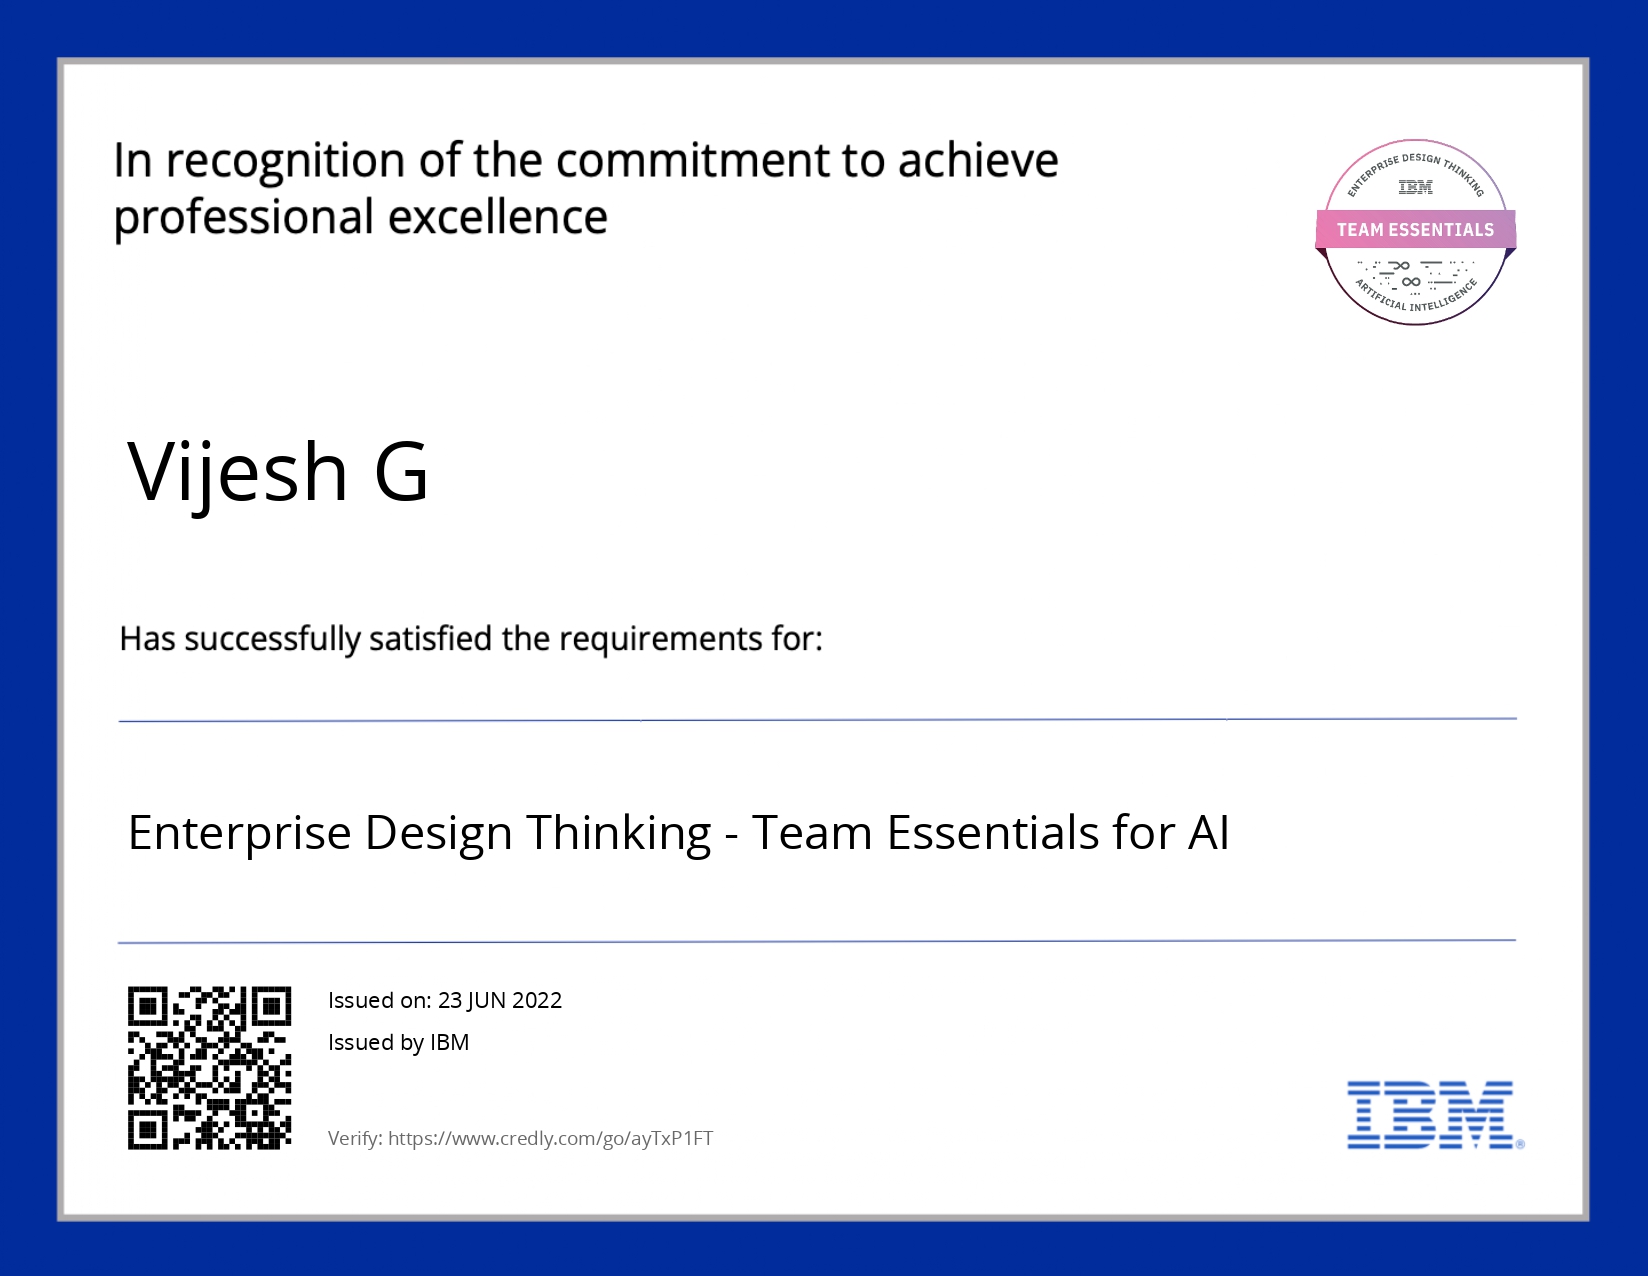 In recognition of the commitment to achieve
professional excellence
ENTERPRISE DESIGN THINKING
IBM
TEAM ESSENTIALS
ARTIFICIAL INTELLIGENCE
Vijesh G
Has successfully satisfied the requirements for:
Enterprise Design Thinking - Team Essentials for AI
Issued on: 23 JUN 2022
Issued by IBM
Verify: https://www.credly.com/go/ayTxP1FT
IBM®